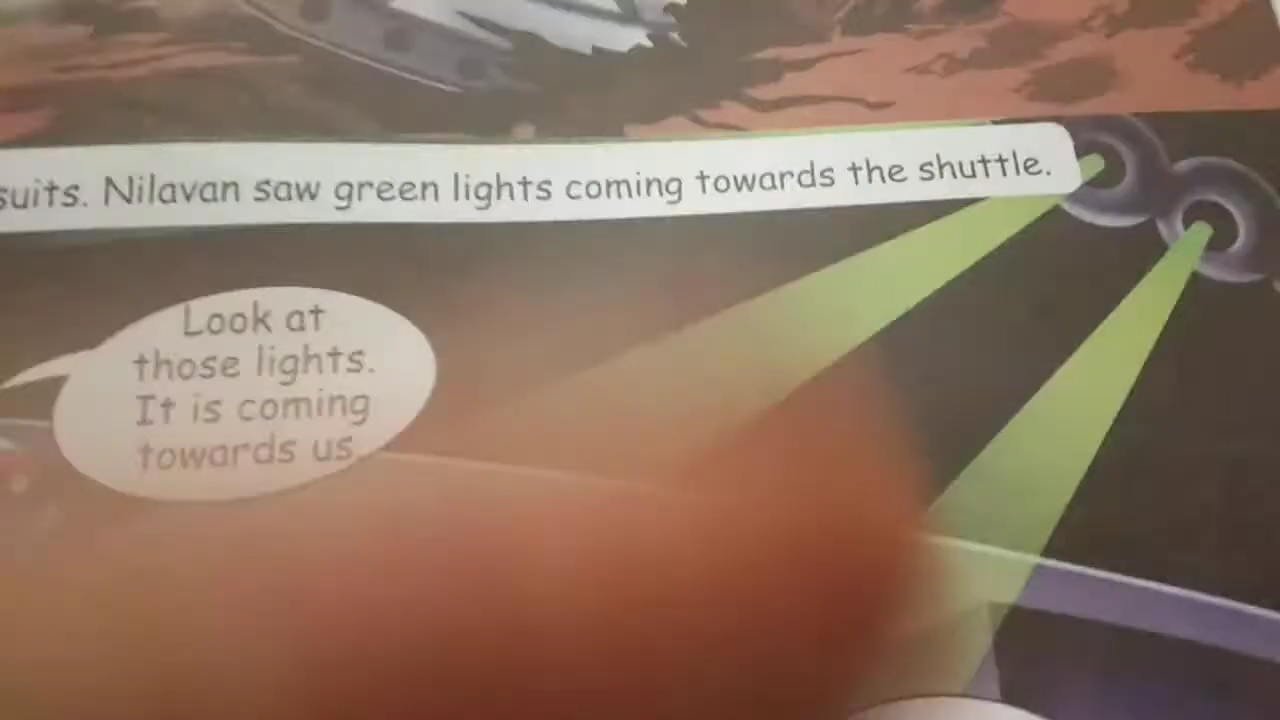 suits. Nilavan saw green lights coming towards the shuttle.
Look at
those lights.
It is coming
towards us